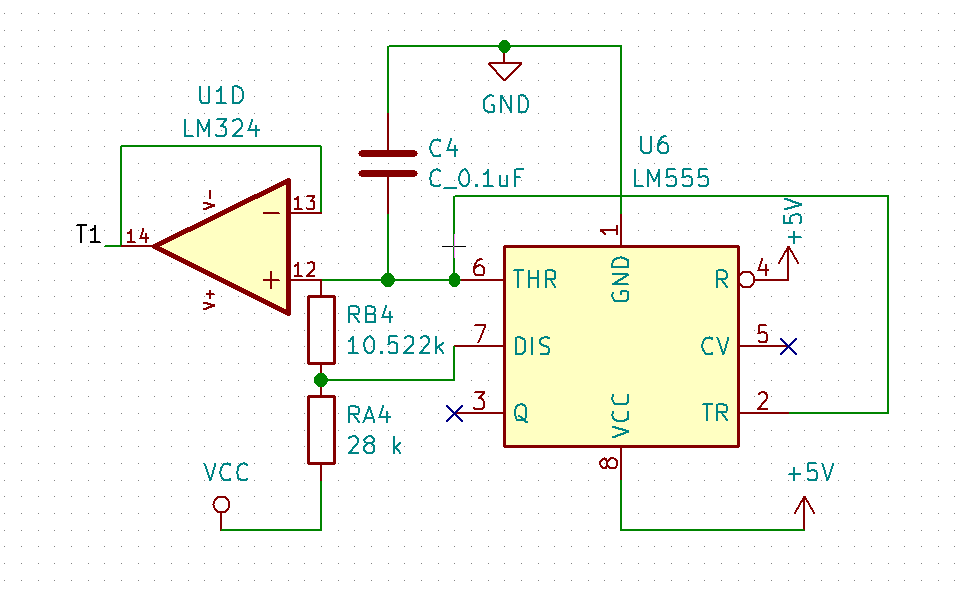 GND
U1D
LM324
C4
C_0.1uF
U6
LM555
V-
13
1
+5V
T1
14
12
6
THR
GND
R
4
V+
RB4
10.522k
7
DIS
CV
5
3
Q
VCC
TR
2
RA4
28 k
8
VCC
+5V